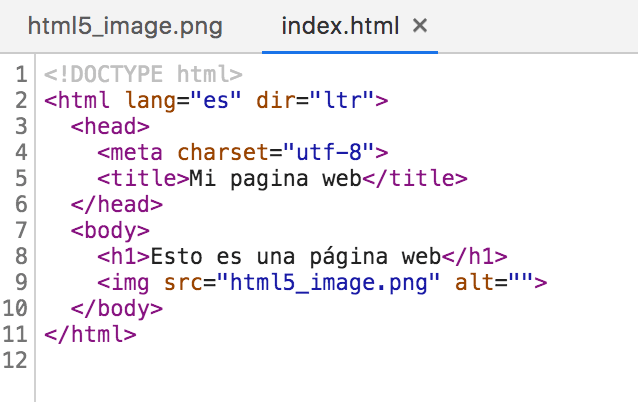 html5_image.png index.html ×
1 <!DOCTYPE html>
2 <html lang="es" dir="ltr">
3 <head>
4 <meta charset="utf-8">
5 <title>Mi pagina web</title>
6 </head>
7 <body>
8 <h1>Esto es una página web</h1>
9 <img src="html5_image.png" alt="">
10 </body>
11 </html>
12